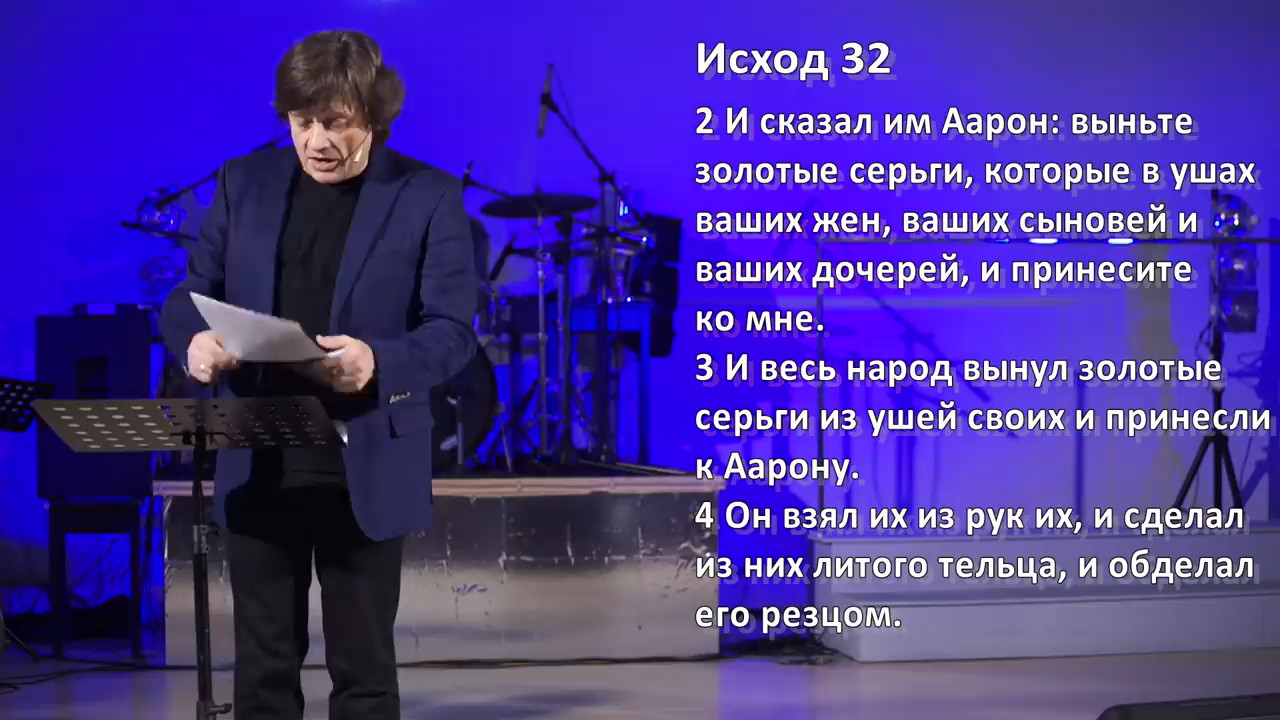 Исход 32
2 И сказал им Аарон: выньте
золотые серьги, которые в ушах
ваших жен, ваших сыновей и
ваших дочерей, и принесите
ко мне.
3 И весь народ вынул золотые
серьги из ушей своих и принесли
к Аарону.
4 Он взял их из рук их, и сделал
из них литого тельца, и обделал
его резцом.